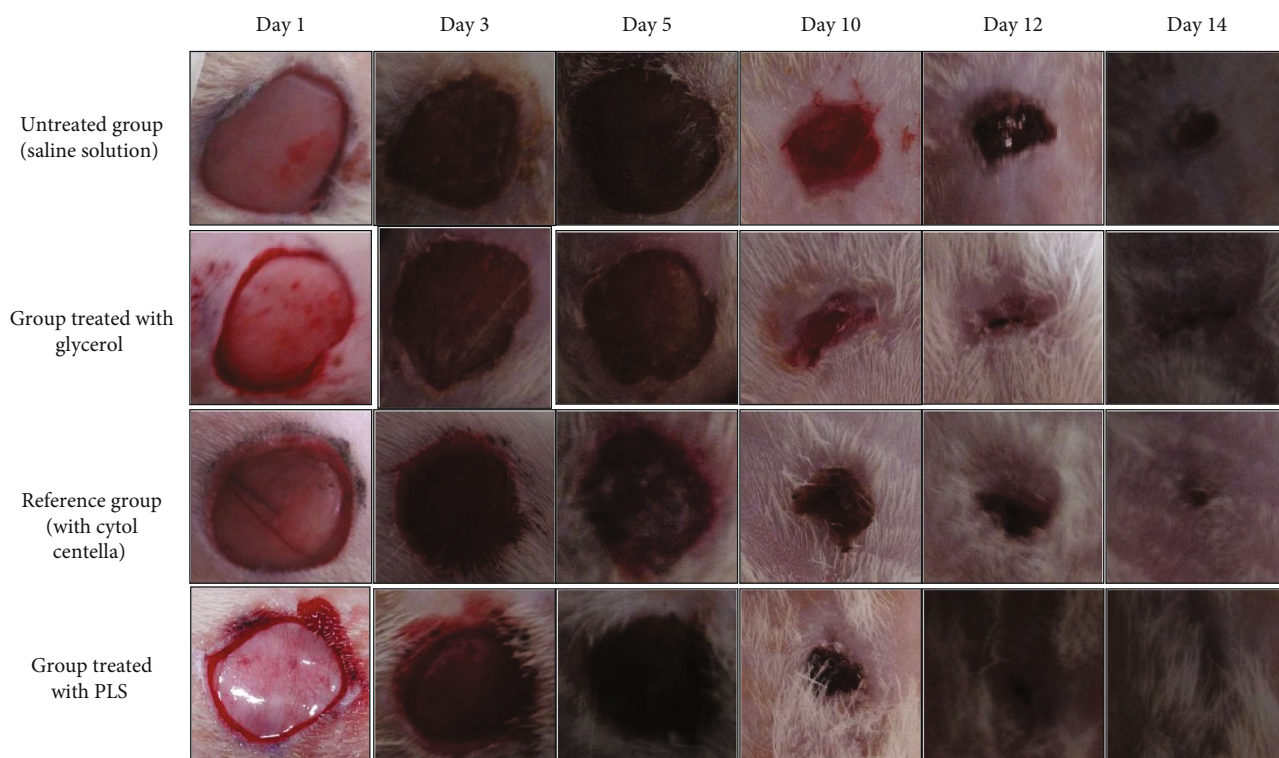 Day 1 Day 3 Day 5 Day 10 Day 12 Day 14
Untreated group
(saline solution)
Group treated with
glycerol
Reference group
(with cytol
centella)
Group treated
with PLS